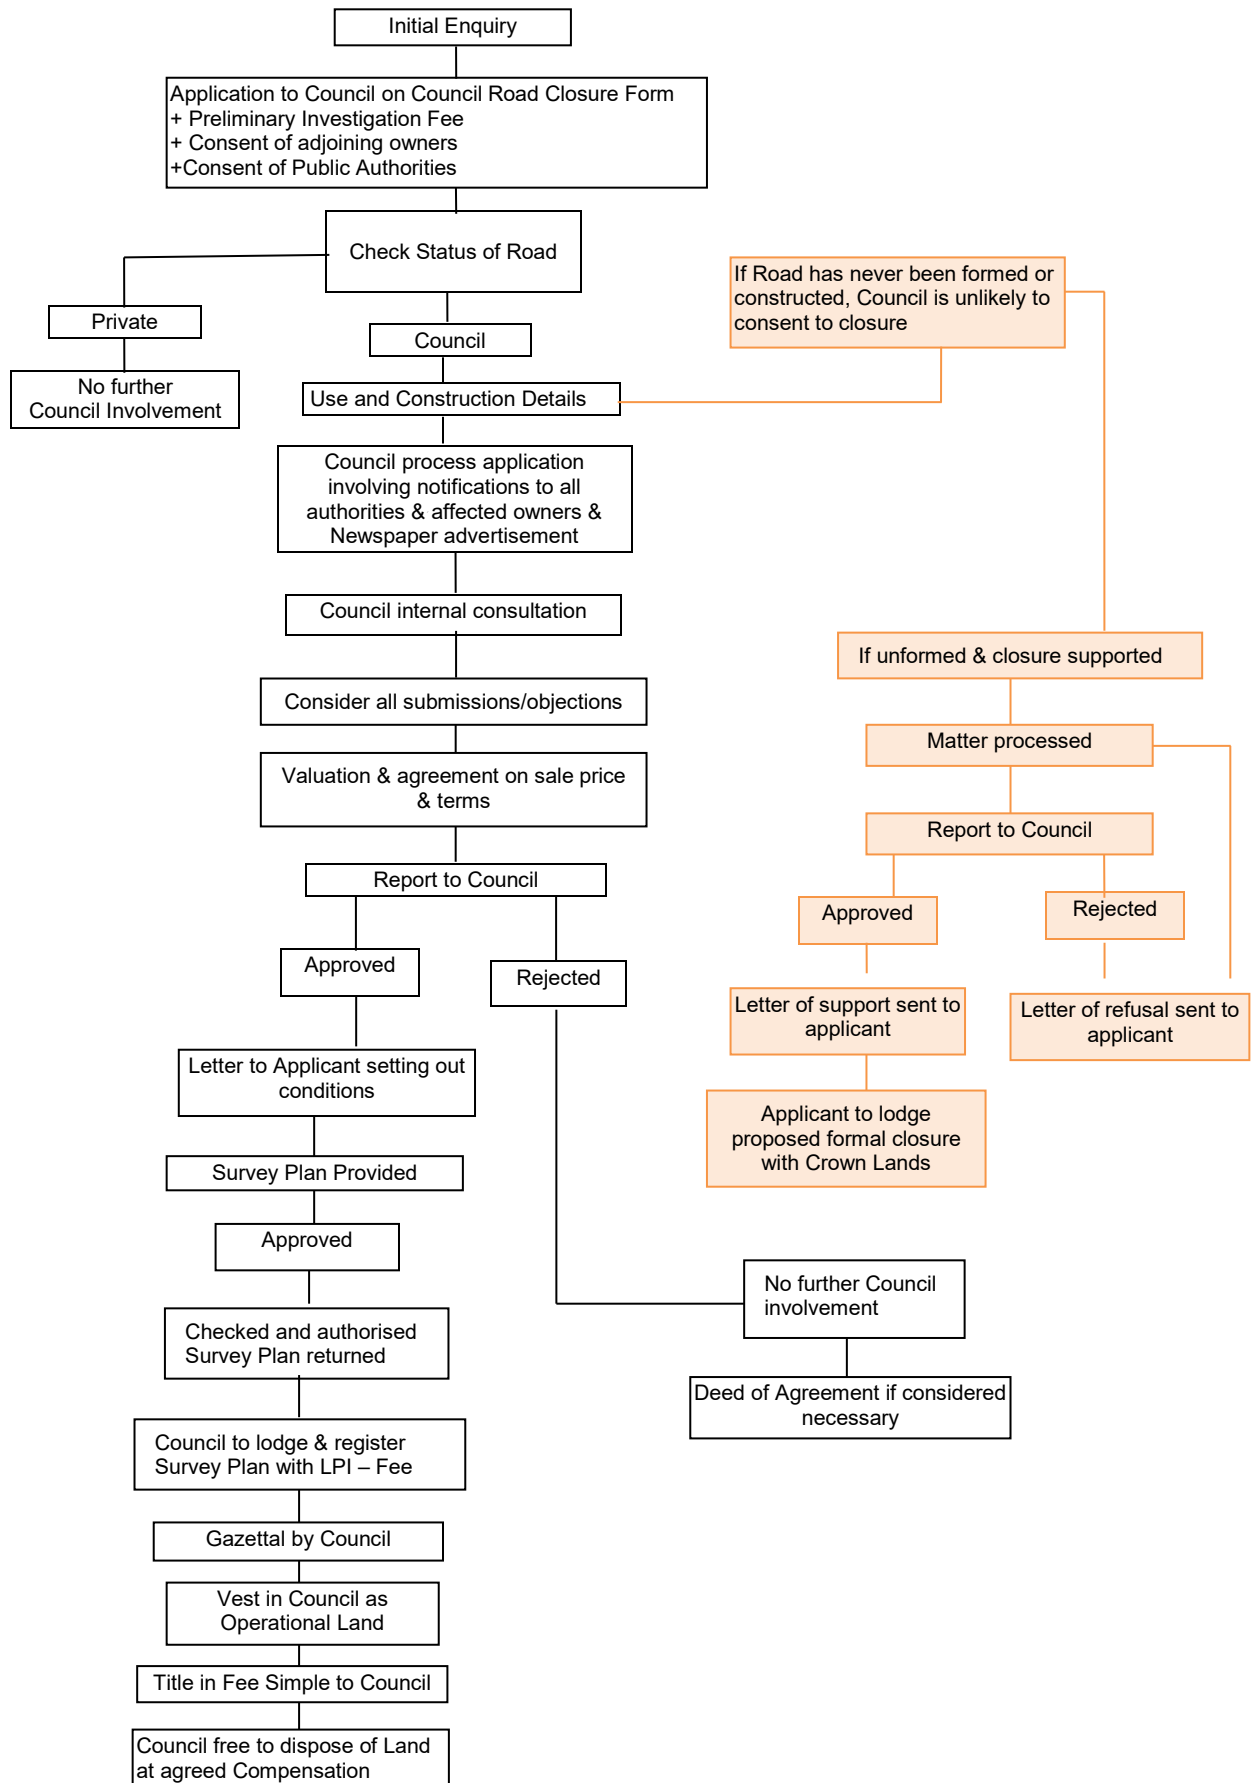 Initial Enquiry
Application to Council on Council Road Closure Form
+ Preliminary Investigation Fee
+ Consent of adjoining owners
+Consent of Public Authorities
Check Status of Road
Private
No further
Council Involvement
Council
Use and Construction Details
If Road has never been formed or
constructed, Council is unlikely to
consent to closure
Council process application
involving notifications to all
authorities & affected owners &
Newspaper advertisement
Council internal consultation
Consider all submissions/objections
Valuation & agreement on sale price
& terms
Report to Council
Approved
Rejected
Letter to Applicant setting out
conditions
Survey Plan Provided
Approved
Checked and authorised
Survey Plan returned
Council to lodge & register
Survey Plan with LPI – Fee
Gazettal by Council
Vest in Council as
Operational Land
Title in Fee Simple to Council
Council free to dispose of Land
at agreed Compensation
No further Council
involvement
Deed of Agreement if considered
necessary
If unformed & closure supported
Matter processed
Report to Council
Approved
Rejected
Letter of support sent to
applicant
Letter of refusal sent to
applicant
Applicant to lodge
proposed formal closure
with Crown Lands